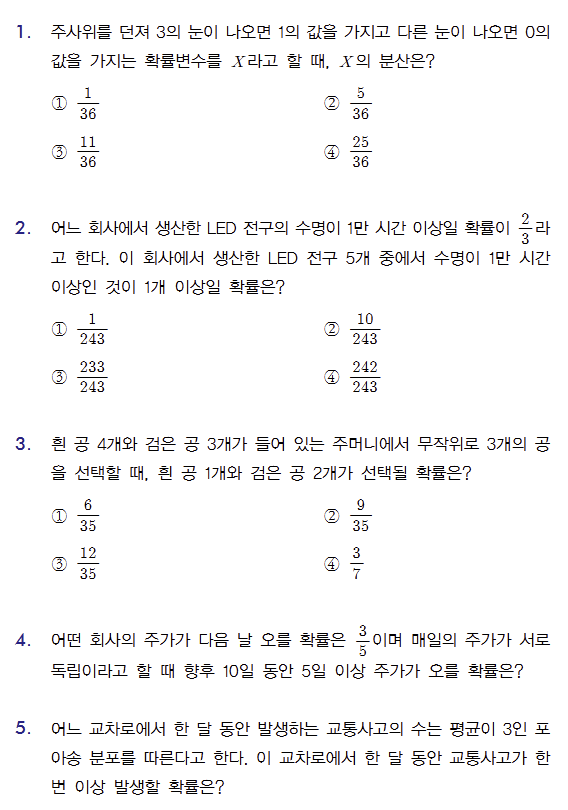 1. 주사위를 던져 3의 눈이 나오면 1의 값을 가지고 다른 눈이 나오면 0의
값을 가지는 확률변수를 X라고 할 때, X의 분산은?
① 1/36 ② 5/36
③ 11/36 ④ 25/36
2. 어느 회사에서 생산한 LED 전구의 수명이 1만 시간 이상일 확률이 2/3라
고 한다. 이 회사에서 생산한 LED 전구 5개 중에서 수명이 1만 시간
이상인 것이 1개 이상일 확률은?
① 1/243 ② 10/243
③ 233/243 ④ 242/243
3. 흰 공 4개와 검은 공 3개가 들어 있는 주머니에서 무작위로 3개의 공
을 선택할 때, 흰 공 1개와 검은 공 2개가 선택될 확률은?
① 6/35 ② 9/35
③ 12/35 ④ 3/7
4. 어떤 회사의 주가가 다음 날 오를 확률은 3/5이며 매일의 주가가 서로
독립이라고 할 때 향후 10일 동안 5일 이상 주가가 오를 확률은?
5. 어느 교차로에서 한 달 동안 발생하는 교통사고의 수는 평균이 3인 포
아송 분포를 따른다고 한다. 이 교차로에서 한 달 동안 교통사고가 한
번 이상 발생할 확률은?